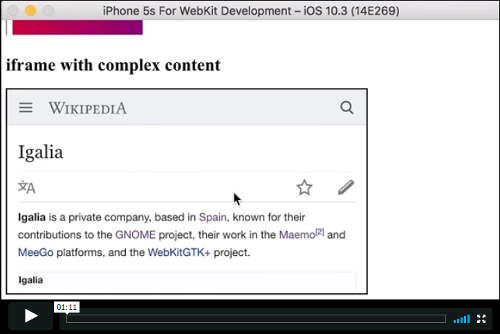 iPhone 5s For WebKit Development – iOS 10.3 (14E269)
iframe with complex content
WIKIPEDIA
Igalia
Igalia is a private company, based in Spain, known for their
contributions to the GNOME project, their work in the Maemo[2] and
MeeGo platforms, and the WebKitGTK+ project.
Igalia
01:11